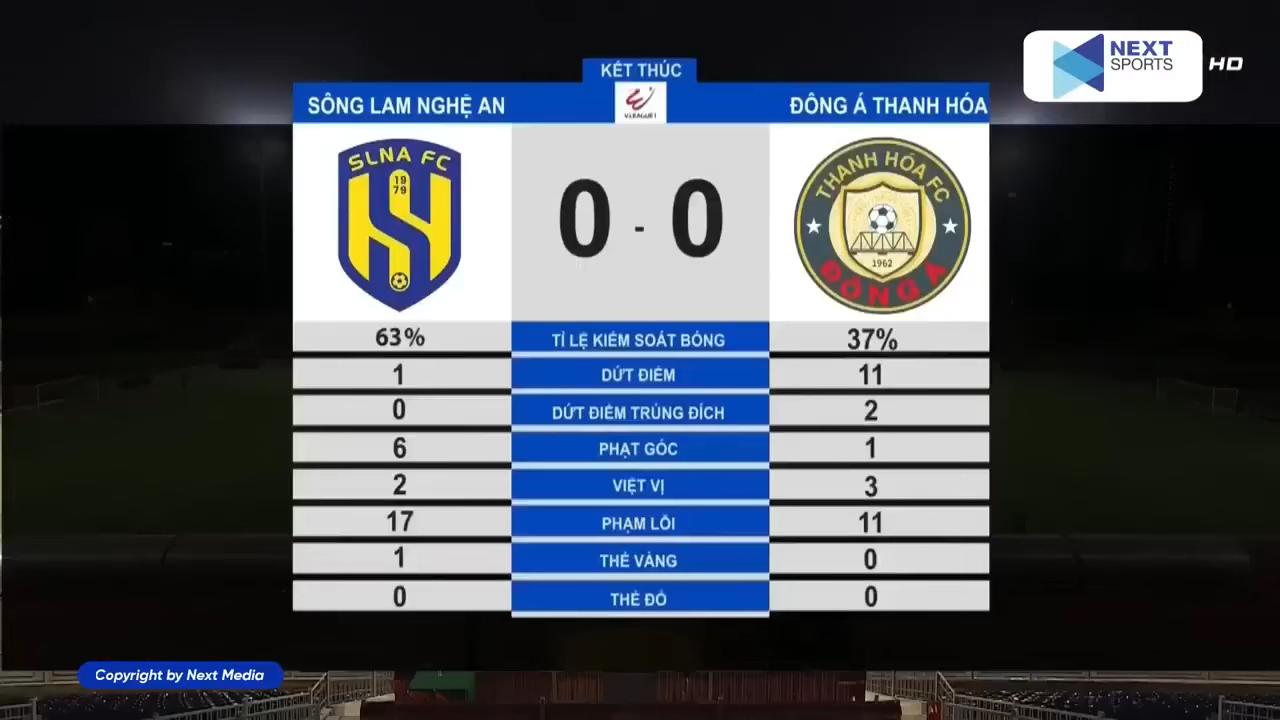 NEXT
SPORTS
HD
KẾT THÚC
SÔNG LAM NGHỆ AN
V.LEAGUE 1
ĐÔNG Á THANH HÓA
SLNA FC
19
79
0 - 0
THANH HÓA FC
1962
ĐÔNG Á
63% TỈ LỆ KIỂM SOÁT BÓNG 37%
1 DỨT ĐIỂM 11
0 DỨT ĐIỂM TRÚNG ĐÍCH 2
6 PHẠT GÓC 1
2 VIỆT VỊ 3
17 PHẠM LỖI 11
1 THẺ VÀNG 0
0 THẺ ĐỎ 0
Copyright by Next Media